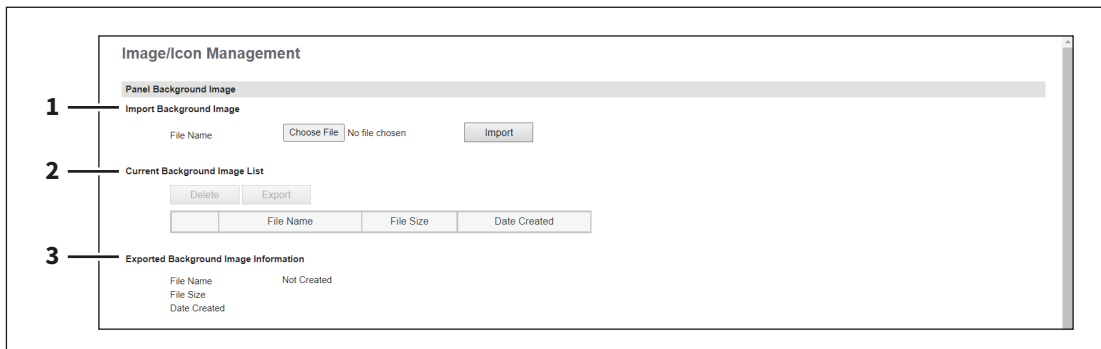 Image/Icon Management
Panel Background Image
1 Import Background Image
File Name Choose File No file chosen Import
2 Current Background Image List
Delete Export
File Name File Size Date Created
3 Exported Background Image Information
File Name Not Created
File Size
Date Created